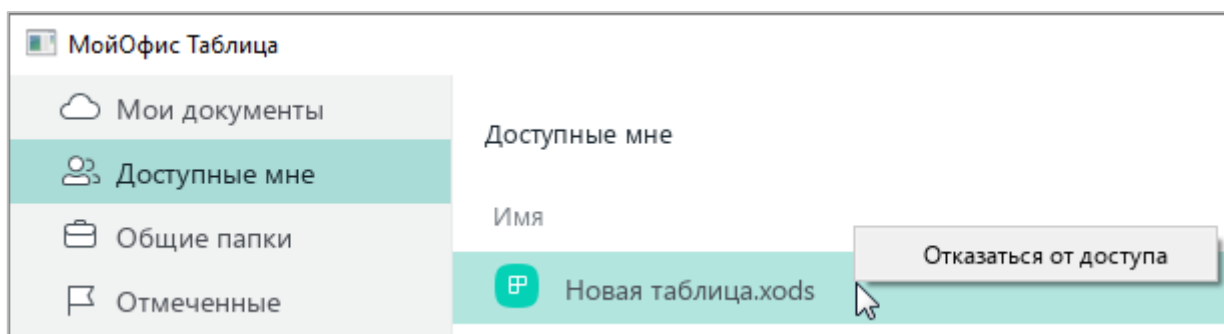 МойОфис Таблица
Мои документы
Доступные мне
Общие папки
Отмеченные
Доступные мне
Имя
Новая таблица.xods
Отказаться от доступа